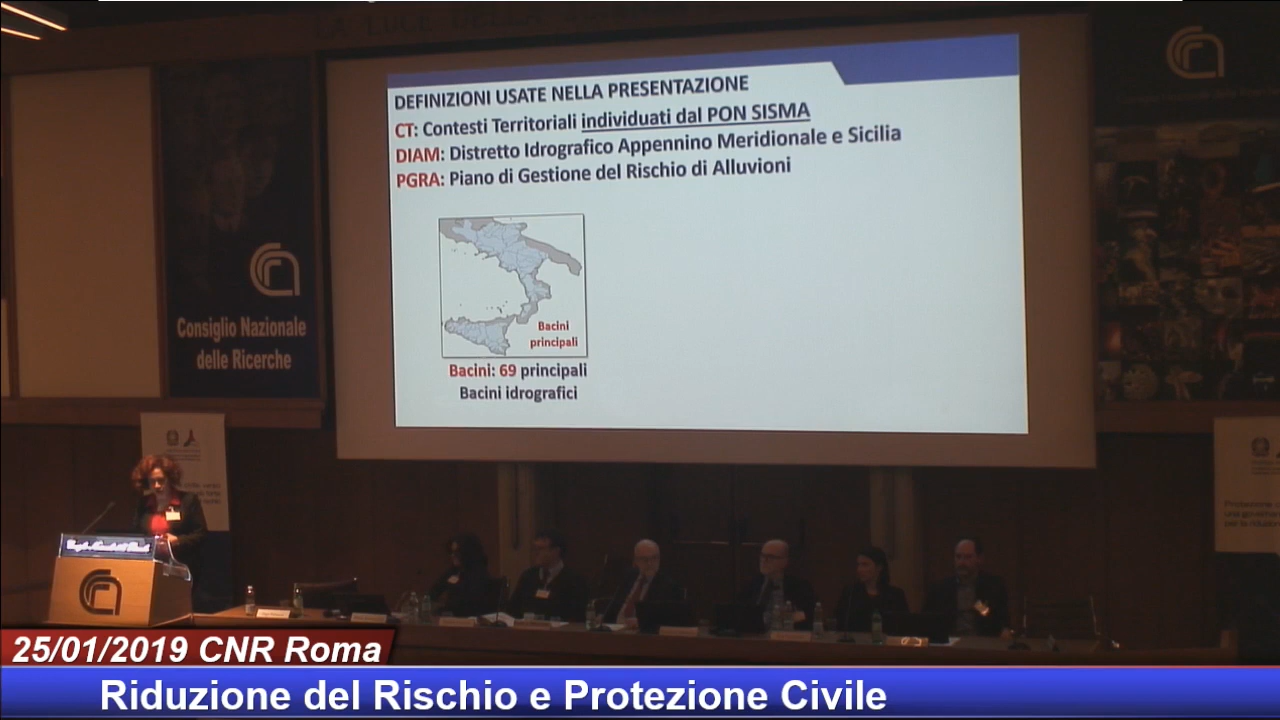 DEFINIZIONI USATE NELLA PRESENTAZIONE
CT: Contesti Territoriali individuati dal PON SISMA
DIAM: Distretto Idrografico Appennino Meridionale e Sicilia
PGRA: Piano di Gestione del Rischio di Alluvioni
Bacini
principali
Bacini: 69 principali
Bacini idrografici
Consiglio Nazionale
delle Ricerche
25/01/2019 CNR Roma
Riduzione del Rischio e Protezione Civile